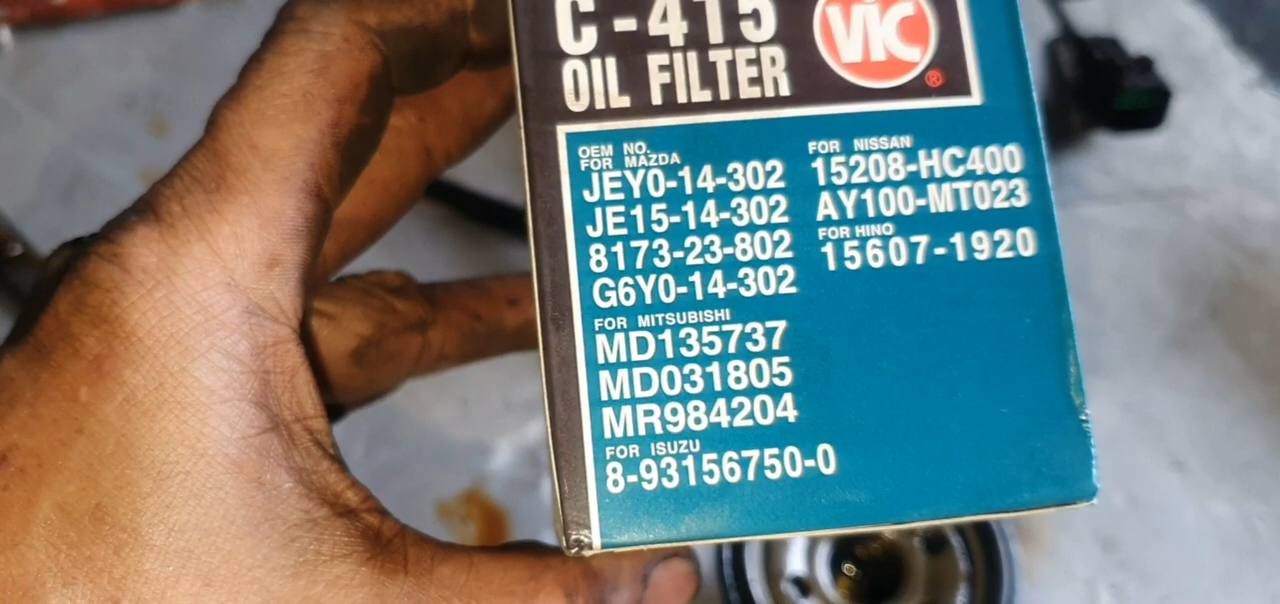 C-415
OIL FILTER
VIC
®
OEM NO.
FOR MAZDA
JEY0-14-302
JE15-14-302
8173-23-802
G6Y0-14-302
FOR MITSUBISHI
MD135737
MD031805
MR984204
FOR ISUZU
8-93156750-0
FOR NISSAN
15208-HC400
AY100-MT023
FOR HINO
15607-1920